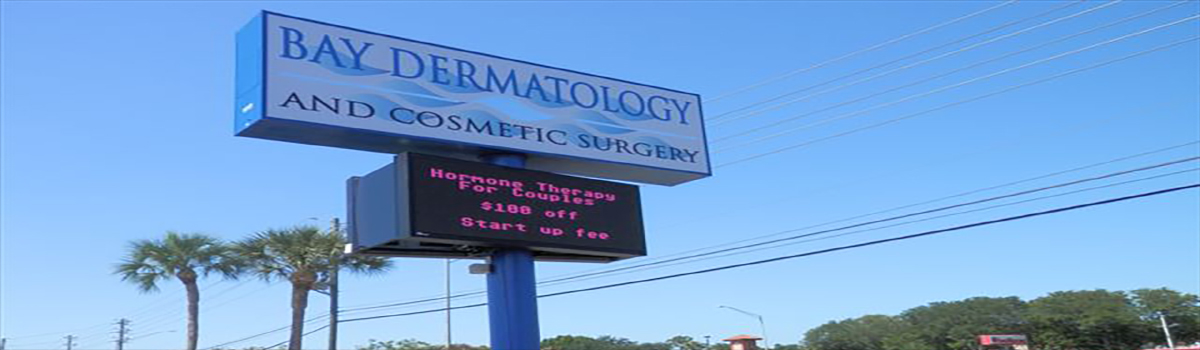 BAY DERMATOLOGY
AND COSMETIC SURGERY
Hormone Therapy
For Couples
$100 off
Start up fee